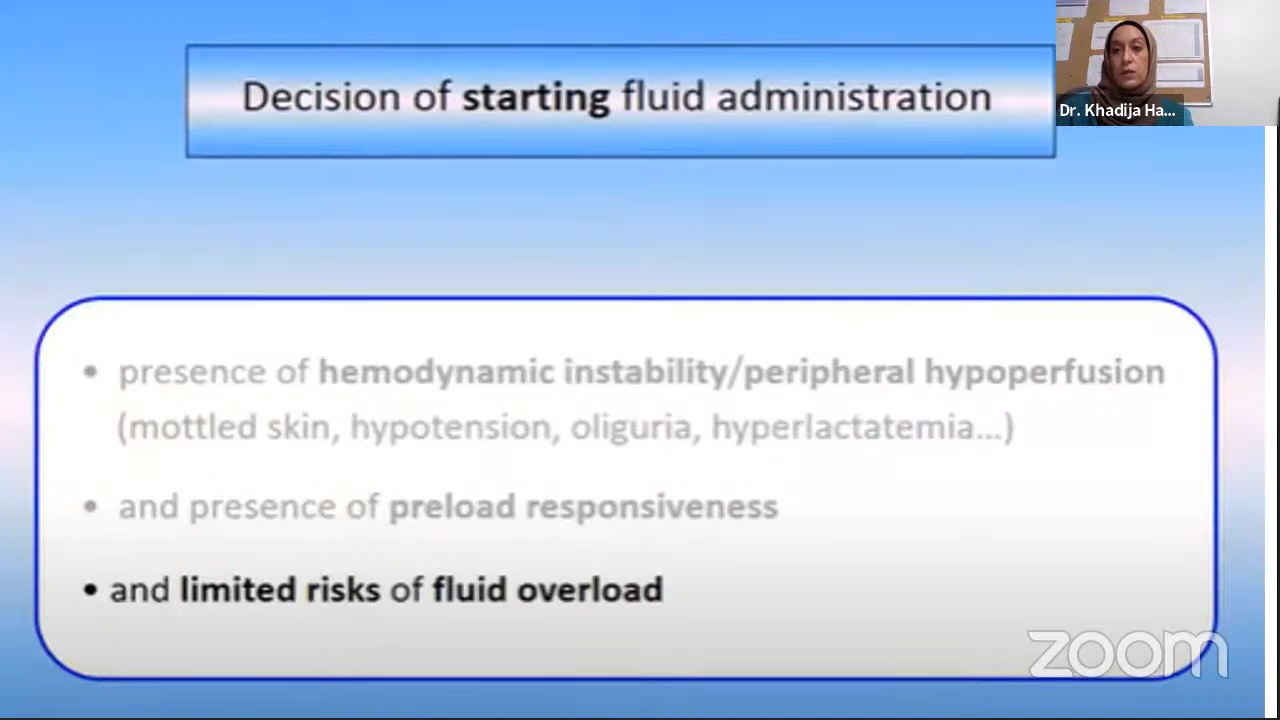 Decision of starting fluid administration
Dr. Khadija Ha...
• presence of hemodynamic instability/peripheral hypoperfusion
(mottled skin, hypotension, oliguria, hyperlactatemia...)
• and presence of preload responsiveness
• and limited risks of fluid overload
zoom